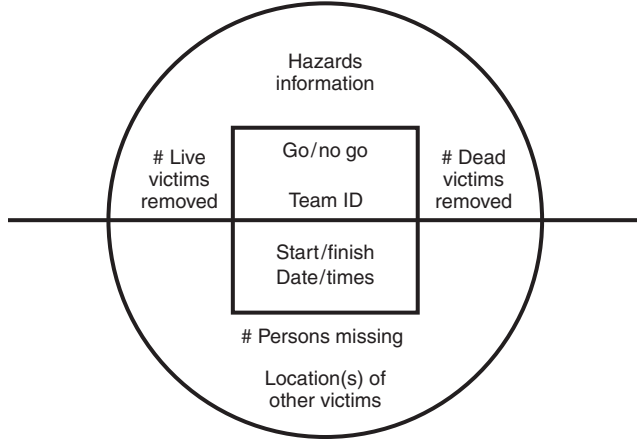 Hazards
information
Go/no go
# Live
victims
removed
Team ID
# Dead
victims
removed
Start/finish
Date/times
# Persons missing
Location(s) of
other victims